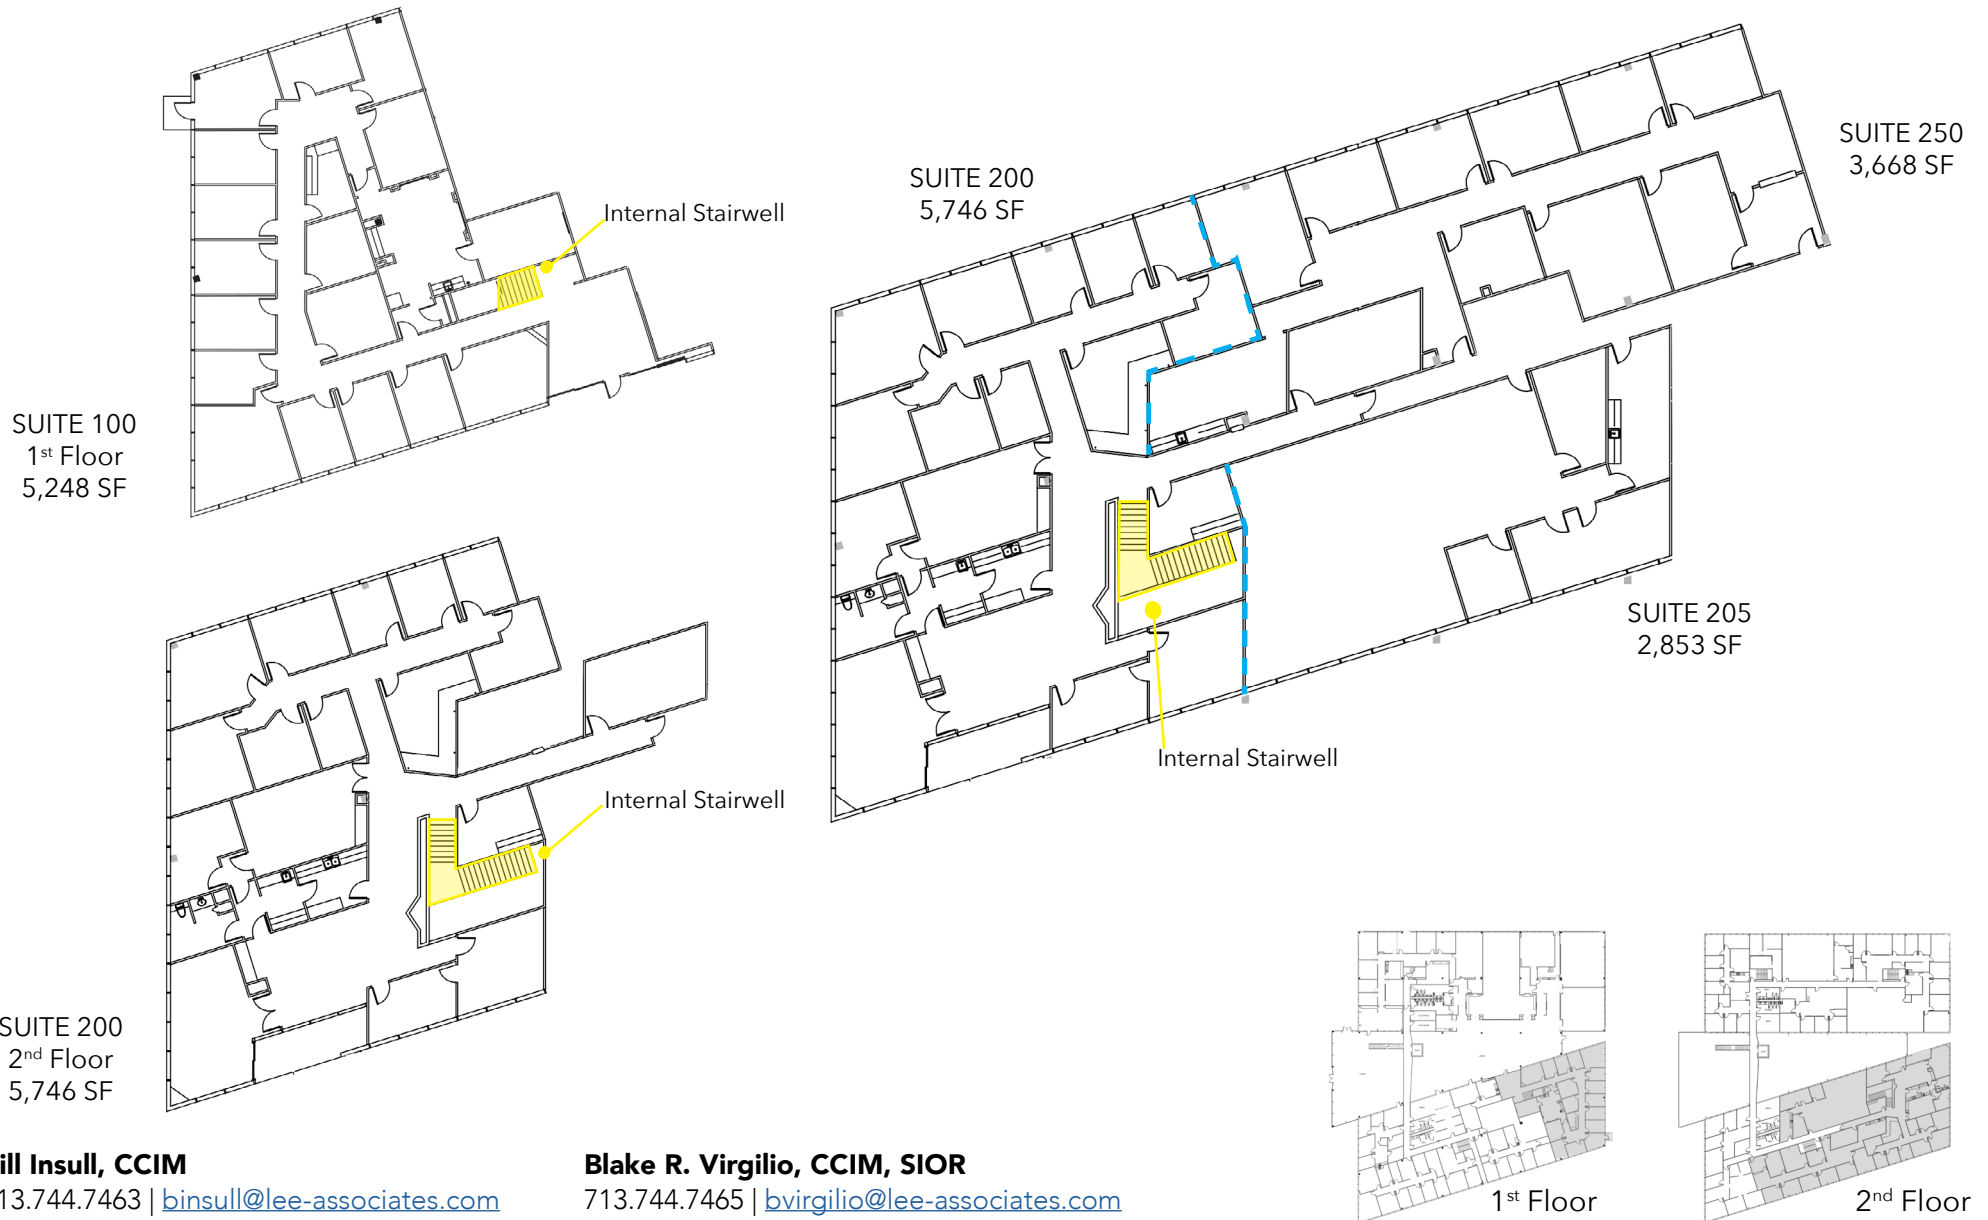 SUITE 100
1st Floor
5,248 SF
Internal Stairwell
SUITE 200
5,746 SF
SUITE 250
3,668 SF
SUITE 205
2,853 SF
Internal Stairwell
SUITE 200
2nd Floor
5,746 SF
Internal Stairwell
ill Insull, CCIM
13.744.7463 | binsull@lee-associates.com
Blake R. Virgilio, CCIM, SIOR
713.744.7465 | bvirgilio@lee-associates.com
1st Floor
2nd Floor